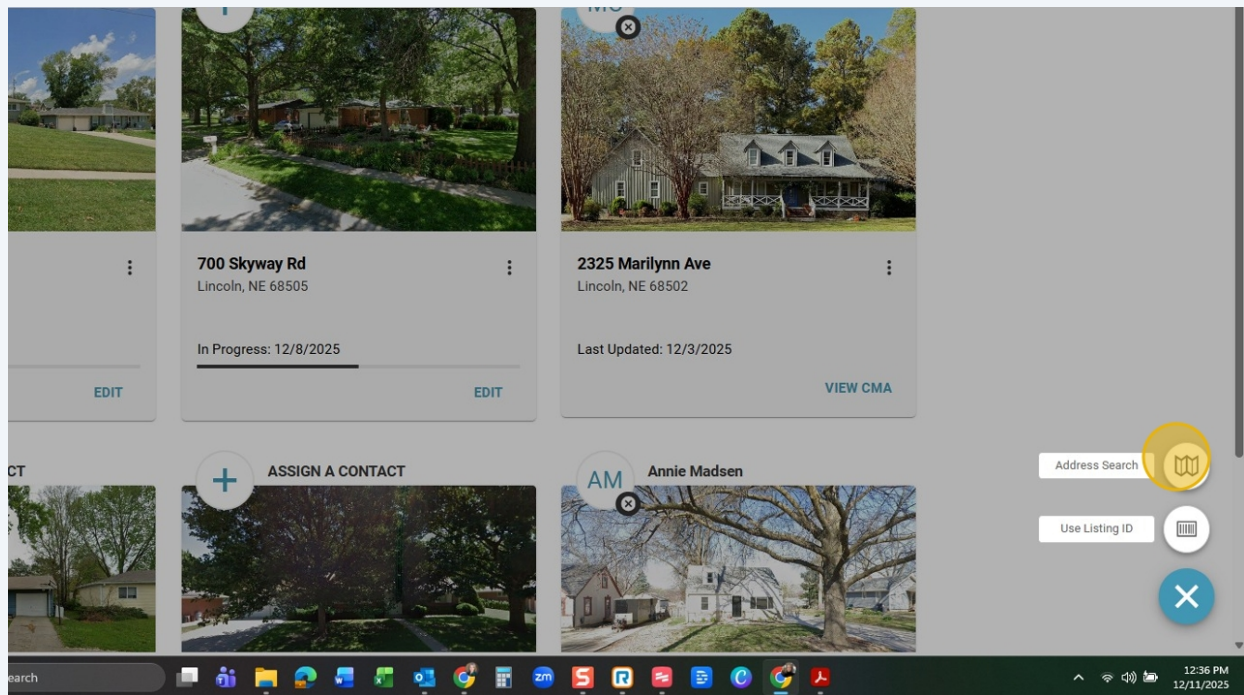 MC
700 Skyway Rd
Lincoln, NE 68505
2325 Marilynn Ave
Lincoln, NE 68502
In Progress: 12/8/2025
Last Updated: 12/3/2025
EDIT
EDIT
VIEW CMA
CT
ASSIGN A CONTACT
AM
Annie Madsen
Address Search
Use Listing ID
earch
12:36 PM
12/11/2025